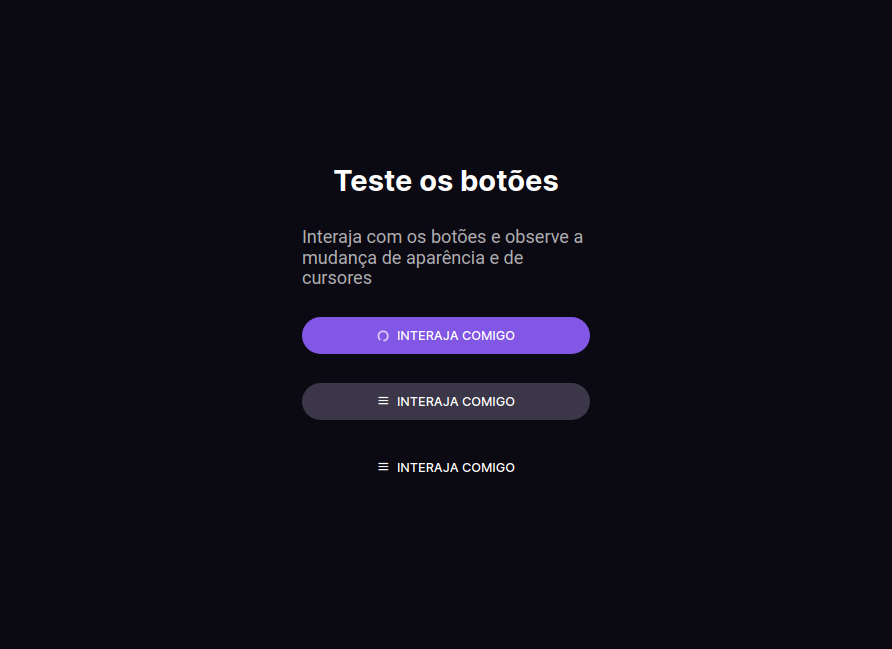 Teste os botões
Interaja com os botões e observe a
mudança de aparência e de
cursores
INTERAJA COMIGO
INTERAJA COMIGO
INTERAJA COMIGO